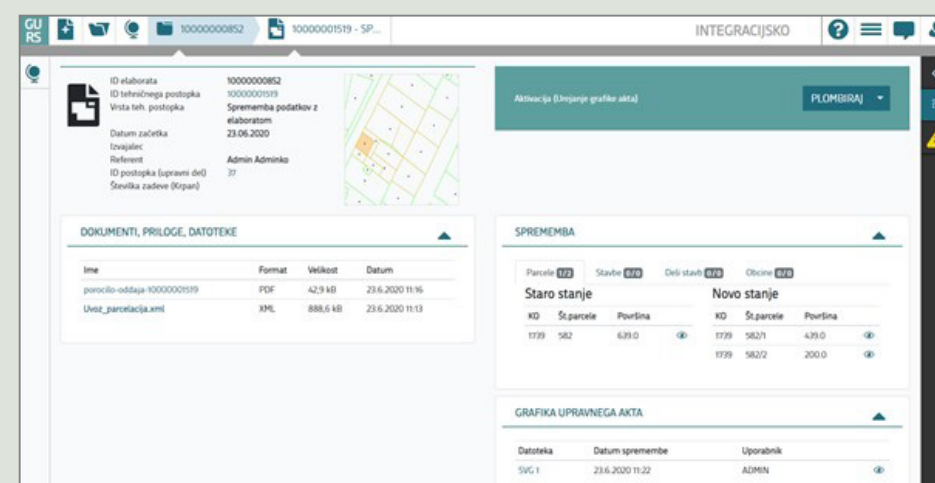 GU
RS
10000000852
10000001519 - SP...
INTEGRACIJSKO
ID elaborata 10000000852
ID tehničnega postopka 10000001519
Vrsta teh. postopka Sprememba podatkov z
elaboratom
Datum začetka 23.06.2020
Izvajalec
Referent Admin Adminko
ID postopka (upravni del) 37
Številka zadeve (Krpan)
Aktivacija (Urejanje grafike akta)
PLOMBIRAJ
DOKUMENTI, PRILOGE, DATOTEKE
Ime Format Velikost Datum
porocilo-oddaja-10000001519 PDF 42,9 kB 23.6.2020 11:16
Uvoz_parcelacija.xml XML 888,6 kB 23.6.2020 11:13
SPREMEMBA
Parcele 1/2 Stavbe 0/0 Deli stavb 0/0 Obcine 0/0
Staro stanje Novo stanje
KO Št.parcele Površina KO Št.parcele Površina
1739 582 639.0 1739 582/1 439.0
1739 582/2 200.0
GRAFIKA UPRAVNEGA AKTA
Datoteka Datum spremembe Uporabnik
SVG 1 23.6.2020 11:22 ADMIN